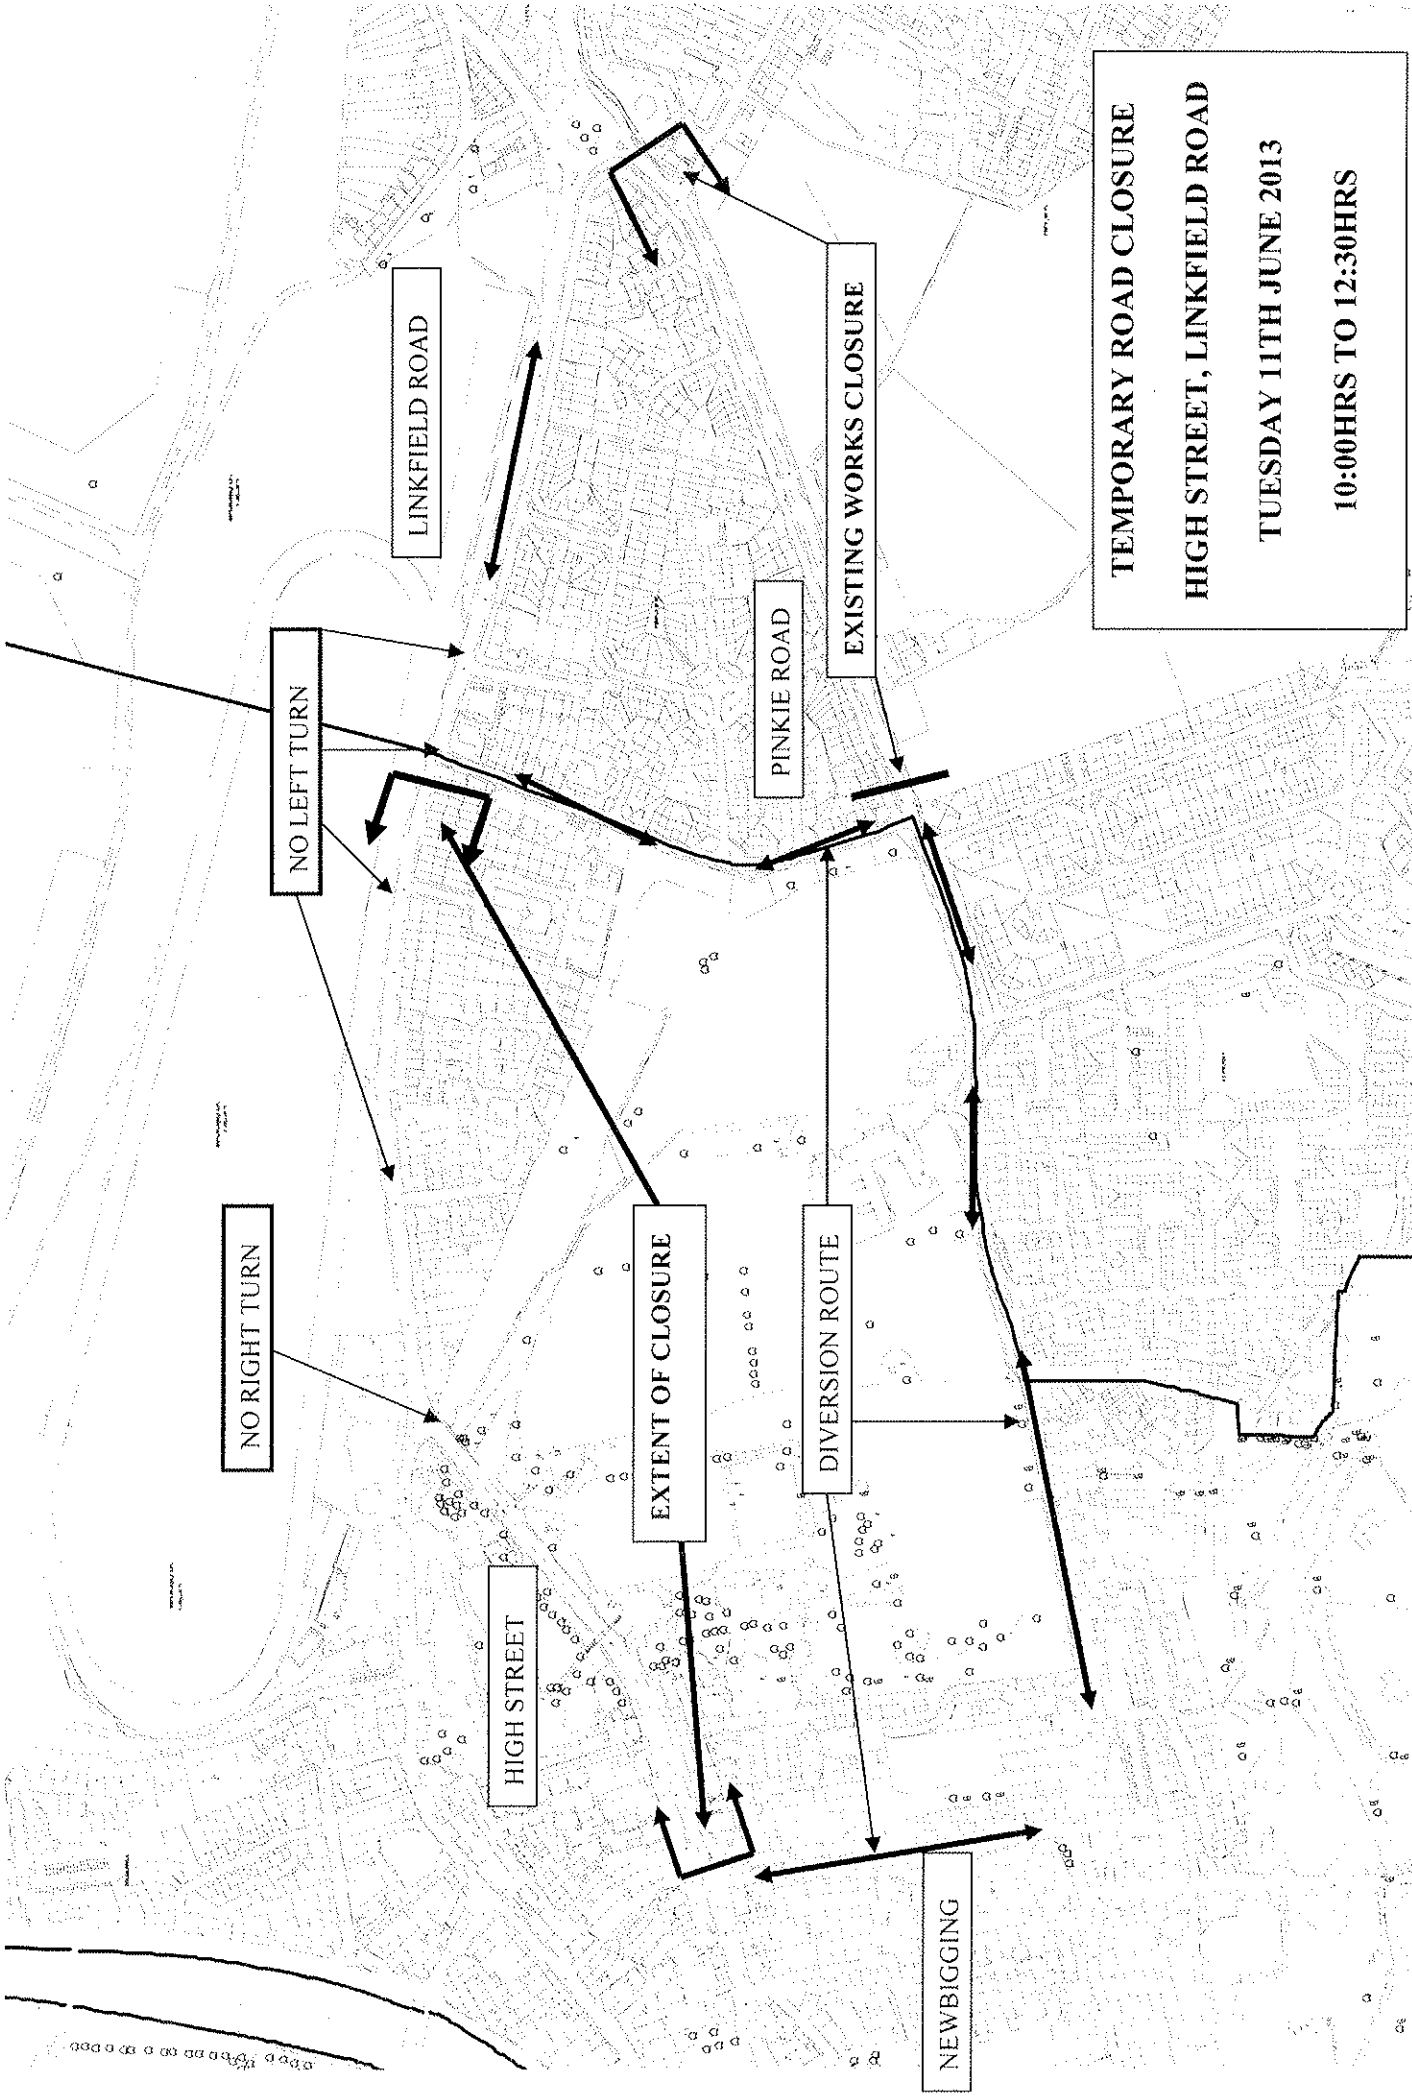 NO RIGHT TURN
NO LEFT TURN
LINKFIELD ROAD
HIGH STREET
EXTENT OF CLOSURE
PINKIE ROAD
DIVERSION ROUTE
EXISTING WORKS CLOSURE
NEWBIGGING
TEMPORARY ROAD CLOSURE
HIGH STREET, LINKFIELD ROAD
TUESDAY 11TH JUNE 2013
10:00HRS TO 12:30HRS